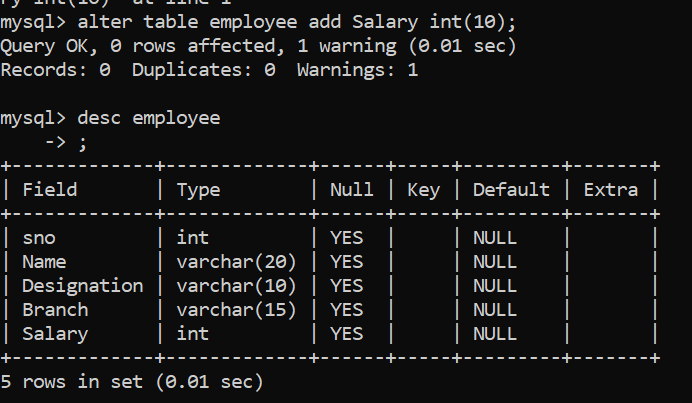 mysql> alter table employee add Salary int(10);
Query OK, 0 rows affected, 1 warning (0.01 sec)
Records: 0  Duplicates: 0  Warnings: 1
mysql> desc employee
    -> ;
+-------------+-------------+------+-----+---------+-------+
| Field       | Type        | Null | Key | Default | Extra |
+-------------+-------------+------+-----+---------+-------+
| sno         | int         | YES  |     | NULL    |       |
| Name        | varchar(20) | YES  |     | NULL    |       |
| Designation | varchar(10) | YES  |     | NULL    |       |
| Branch      | varchar(15) | YES  |     | NULL    |       |
| Salary      | int         | YES  |     | NULL    |       |
+-------------+-------------+------+-----+---------+-------+
5 rows in set (0.01 sec)